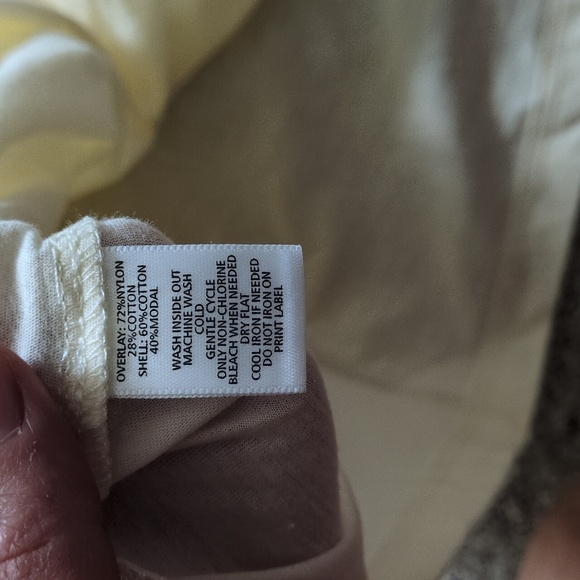 OVERLAY: 72%NYLON
28%COTTON
SHELL: 60%COTTON
40%MODAL
WASH INSIDE OUT
MACHINE WASH
COLD
GENTLE CYCLE
ONLY NON-CHLORINE
BLEACH WHEN NEEDED
DRY FLAT
COOL IRON IF NEEDED
DO NOT IRON ON
PRINT LABEL